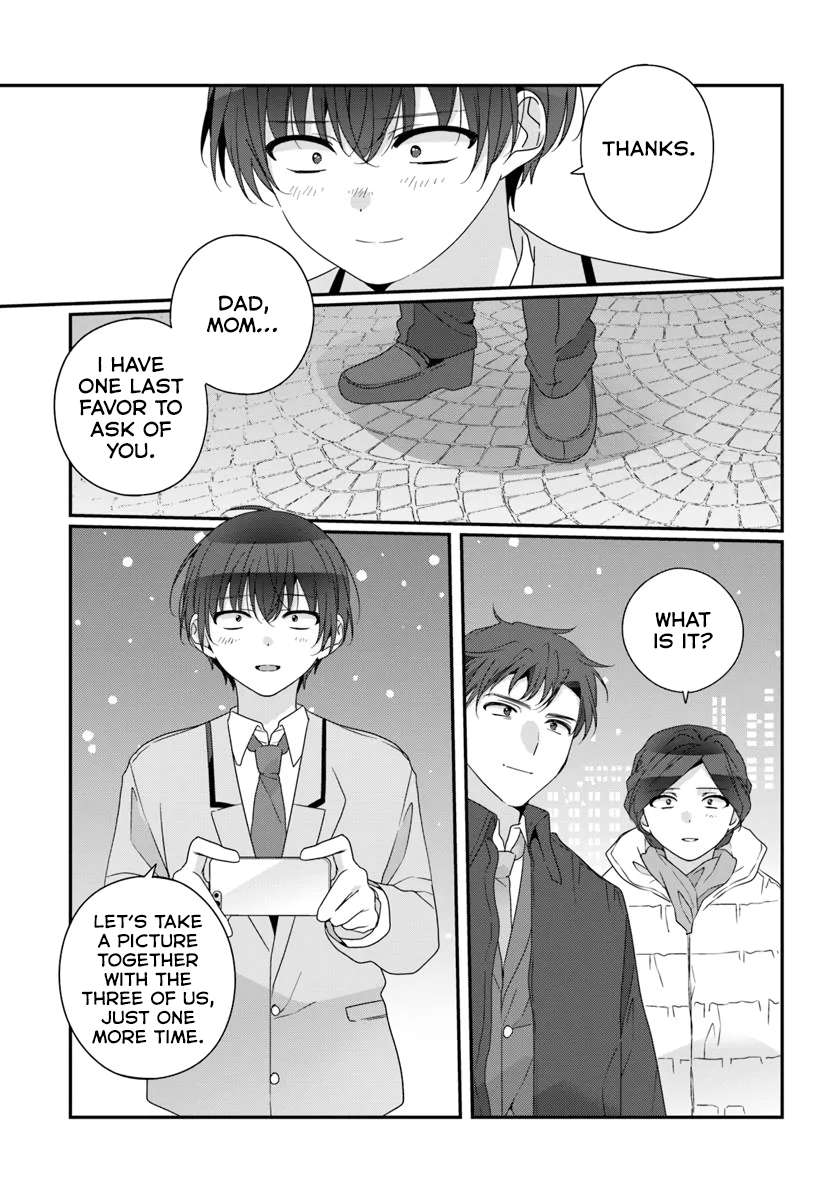 THANKS.
DAD,
MOM...
I HAVE
ONE LAST
FAVOR TO
ASK OF
YOU.
WHAT
IS IT?
LET'S TAKE
A PICTURE
TOGETHER
WITH THE
THREE OF US,
JUST ONE
MORE TIME.